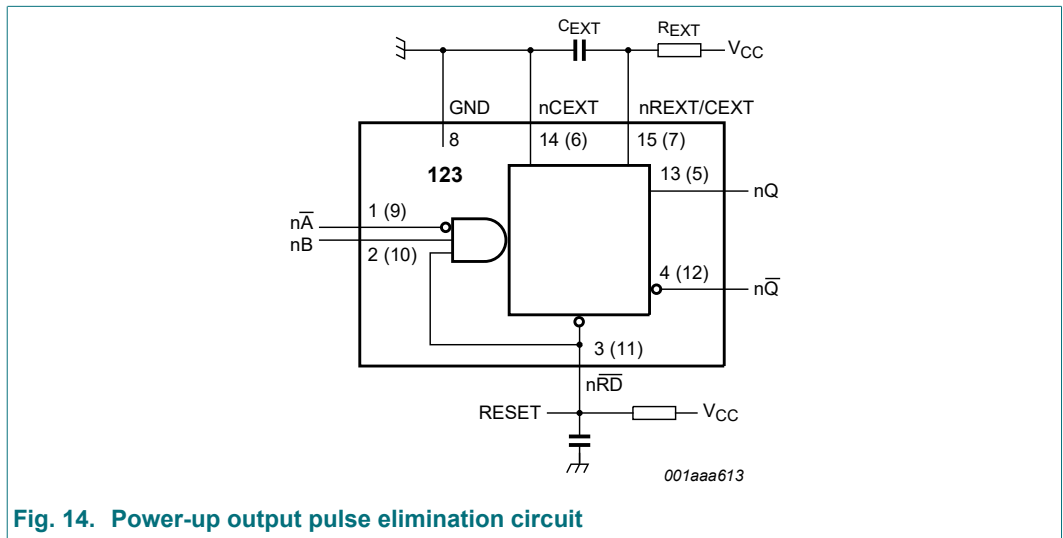 CEXT
REXT
VCC
GND
nCEXT
nREXT/CEXT
8
14 (6)
15 (7)
123
13 (5)
nQ
1 (9)
nA̅
nB
2 (10)
4 (12)
nQ̅
3 (11)
nR̅D̅
RESET
VCC
001aaa613
Fig. 14. Power-up output pulse elimination circuit